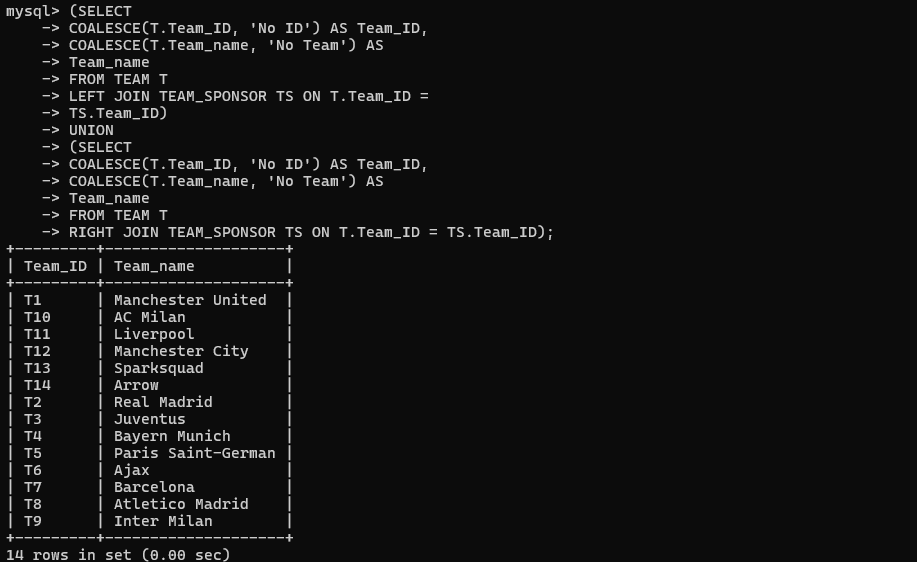 mysql> (SELECT
    -> COALESCE(T.Team_ID, 'No ID') AS Team_ID,
    -> COALESCE(T.Team_name, 'No Team') AS
    -> Team_name
    -> FROM TEAM T
    -> LEFT JOIN TEAM_SPONSOR TS ON T.Team_ID =
    -> TS.Team_ID)
    -> UNION
    -> (SELECT
    -> COALESCE(T.Team_ID, 'No ID') AS Team_ID,
    -> COALESCE(T.Team_name, 'No Team') AS
    -> Team_name
    -> FROM TEAM T
    -> RIGHT JOIN TEAM_SPONSOR TS ON T.Team_ID = TS.Team_ID);
+---------+--------------------+
| Team_ID | Team_name          |
+---------+--------------------+
| T1      | Manchester United  |
| T10     | AC Milan           |
| T11     | Liverpool          |
| T12     | Manchester City    |
| T13     | Sparksquad         |
| T14     | Arrow              |
| T2      | Real Madrid        |
| T3      | Juventus           |
| T4      | Bayern Munich      |
| T5      | Paris Saint-German |
| T6      | Ajax               |
| T7      | Barcelona          |
| T8      | Atletico Madrid    |
| T9      | Inter Milan        |
+---------+--------------------+
14 rows in set (0.00 sec)